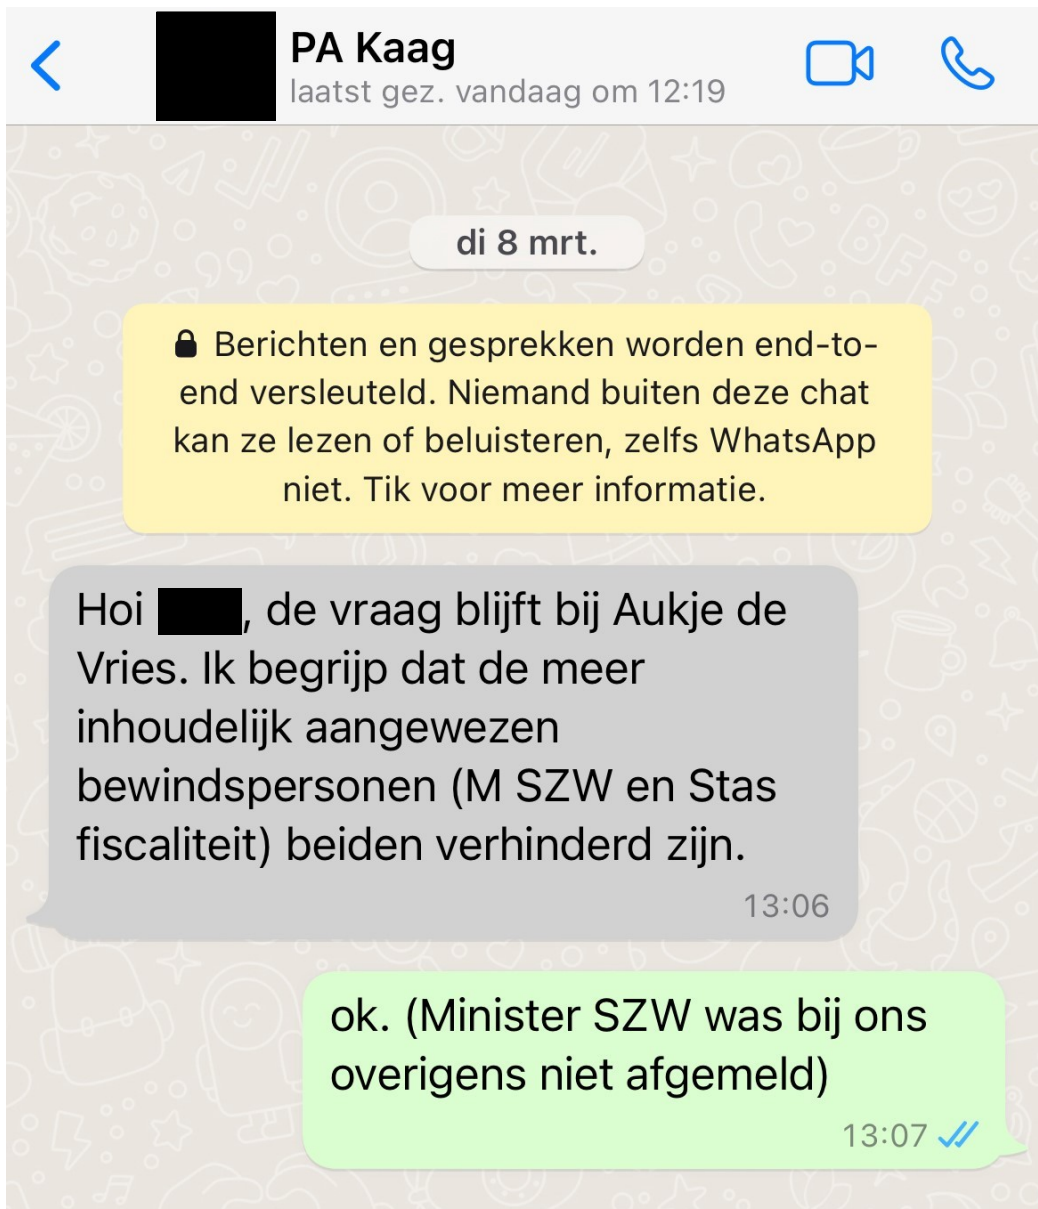 PA Kaag
laatst gez. vandaag om 12:19
di 8 mrt.
Berichten en gesprekken worden end-to-
end versleuteld. Niemand buiten deze chat
kan ze lezen of beluisteren, zelfs WhatsApp
niet. Tik voor meer informatie.
Hoi , de vraag blijft bij Aukje de
Vries. Ik begrijp dat de meer
inhoudelijk aangewezen
bewindspersonen (M SZW en Stas
fiscaliteit) beiden verhinderd zijn.
13:06
ok. (Minister SZW was bij ons
overigens niet afgemeld)
13:07